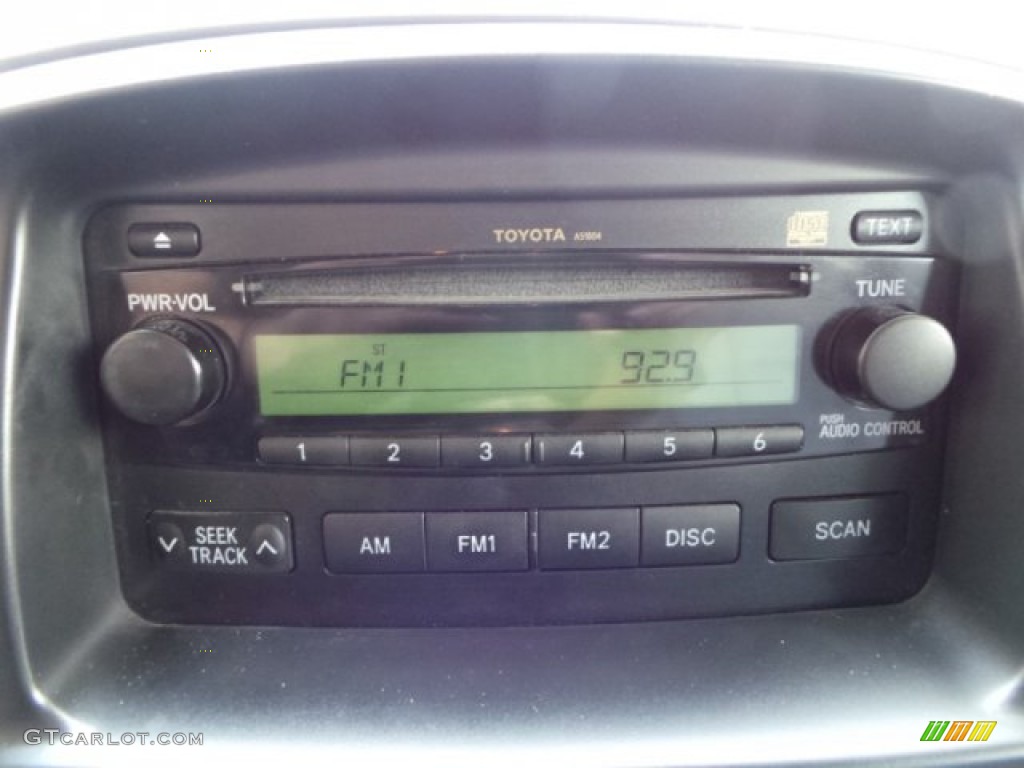 TOYOTA A51804
TEXT
PWR·VOL
TUNE
ST
FM1 92.9
PUSH
AUDIO CONTROL
1 2 3 4 5 6
SEEK
TRACK
AM FM1 FM2 DISC SCAN
GTCARLOT.COM